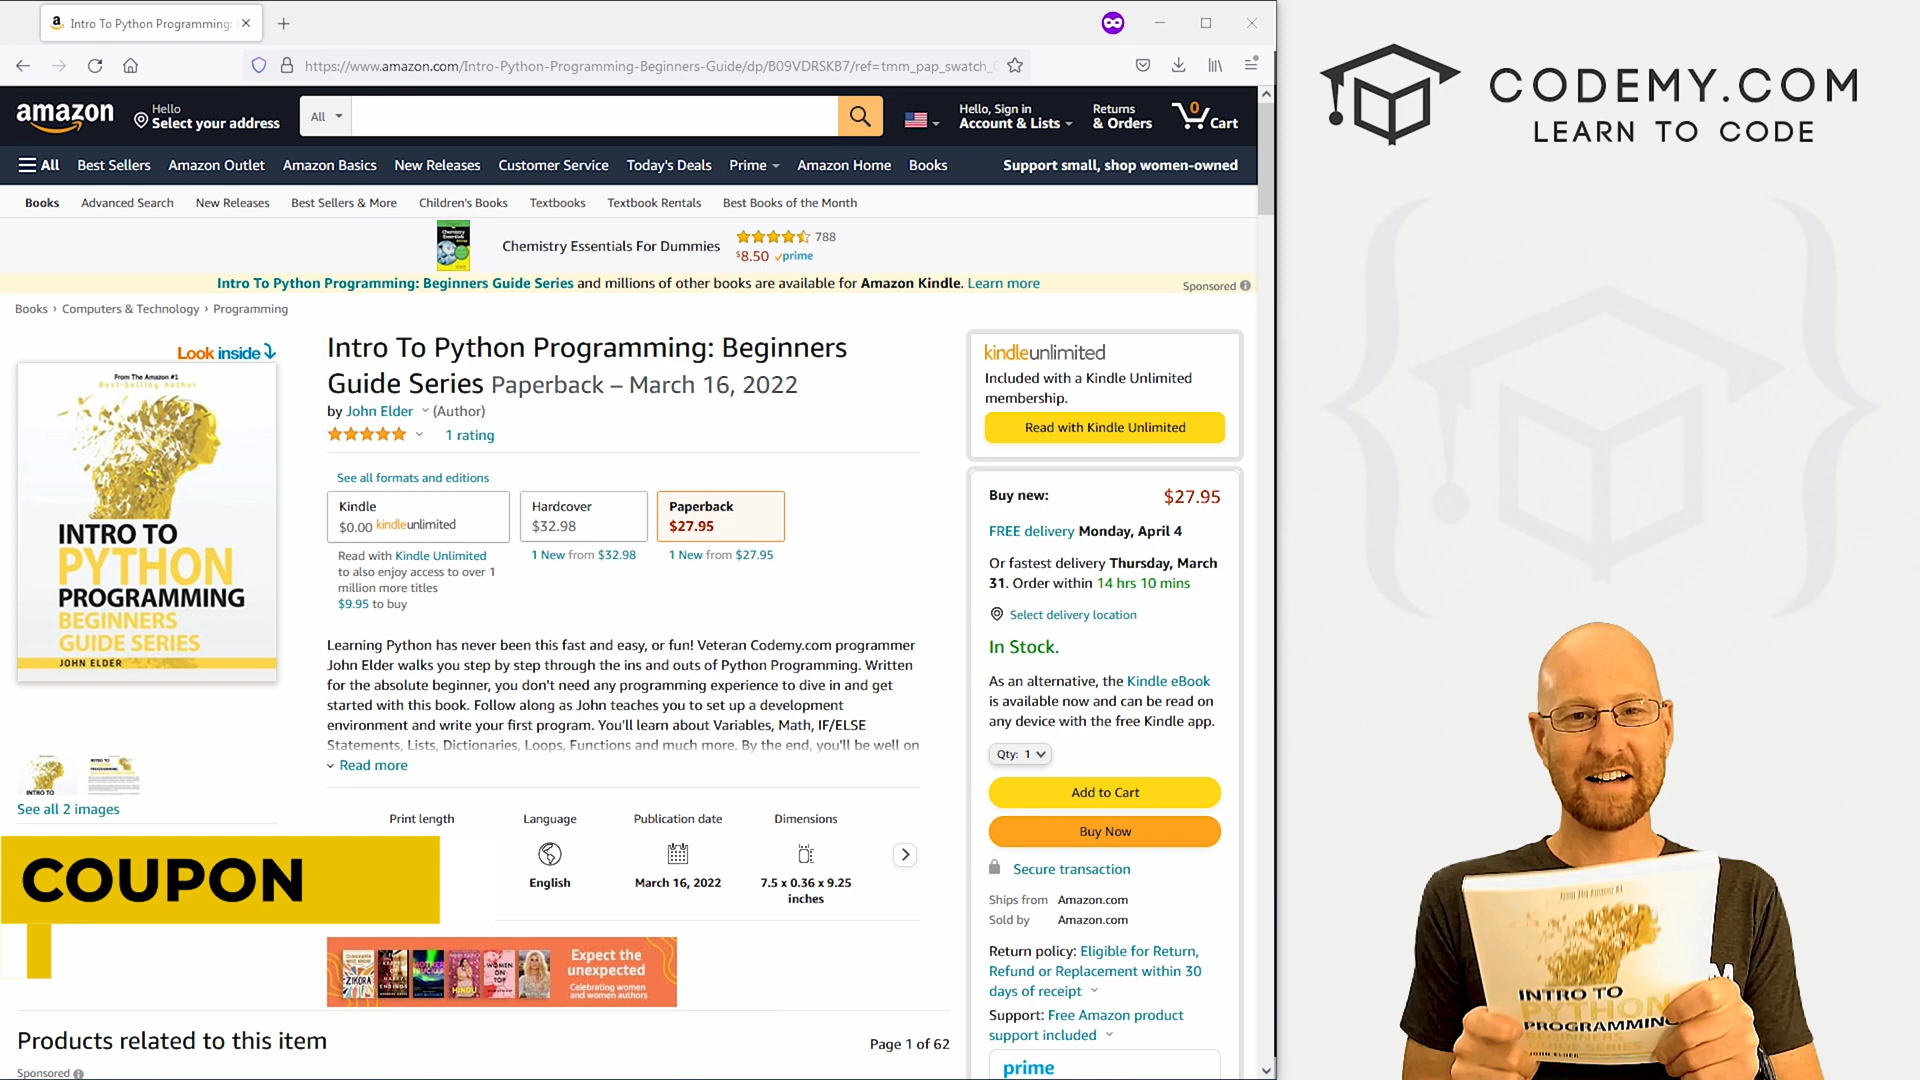 Intro To Python Programming:
https://www.amazon.com/Intro-Python-Programming-Beginners-Guide/dp/B09VDRSKB7/ref=tmm_pap_swatch_
amazon
Hello
Select your address
All
Hello, Sign in
Account & Lists
Returns
& Orders
0
Cart
All
Best Sellers
Amazon Outlet
Amazon Basics
New Releases
Customer Service
Today's Deals
Prime
Amazon Home
Books
Support small, shop women-owned
Books
Advanced Search
New Releases
Best Sellers & More
Children's Books
Textbooks
Textbook Rentals
Best Books of the Month
Chemistry Essentials For Dummies
788
$8.50 prime
Intro To Python Programming: Beginners Guide Series and millions of other books are available for Amazon Kindle. Learn more
Sponsored
Books › Computers & Technology › Programming
Look inside
From The Amazon #1
Best-Selling Author
INTRO TO
PYTHON
PROGRAMMING
BEGINNERS
GUIDE SERIES
JOHN ELDER
See all 2 images
Intro To Python Programming: Beginners
Guide Series Paperback – March 16, 2022
by John Elder (Author)
1 rating
See all formats and editions
Kindle
$0.00 kindleunlimited
Read with Kindle Unlimited
to also enjoy access to over 1
million more titles
$9.95 to buy
Hardcover
$32.98
1 New from $32.98
Paperback
$27.95
1 New from $27.95
Learning Python has never been this fast and easy, or fun! Veteran Codemy.com programmer
John Elder walks you step by step through the ins and outs of Python Programming. Written
for the absolute beginner, you don't need any programming experience to dive in and get
started with this book. Follow along as John teaches you to set up a development
environment and write your first program. You'll learn about Variables, Math, IF/ELSE
Statements, Lists, Dictionaries, Loops, Functions and much more. By the end, you'll be well on
Read more
Print length
Language
English
Publication date
March 16, 2022
Dimensions
7.5 x 0.36 x 9.25
inches
COUPON
Expect the
unexpected
Celebrating women
and women authors
Products related to this item
Page 1 of 62
Sponsored
kindleunlimited
Included with a Kindle Unlimited
membership.
Read with Kindle Unlimited
Buy new:
$27.95
FREE delivery Monday, April 4
Or fastest delivery Thursday, March
31. Order within 14 hrs 10 mins
Select delivery location
In Stock.
As an alternative, the Kindle eBook
is available now and can be read on
any device with the free Kindle app.
Qty: 1
Add to Cart
Buy Now
Secure transaction
Ships from Amazon.com
Sold by Amazon.com
Return policy: Eligible for Return,
Refund or Replacement within 30
days of receipt
Support: Free Amazon product
support included
prime
CODEMY.COM
LEARN TO CODE
INTRO TO
PYTHON
PROGRAMMING
BEGINNERS
GUIDE SERIES
JOHN ELDER